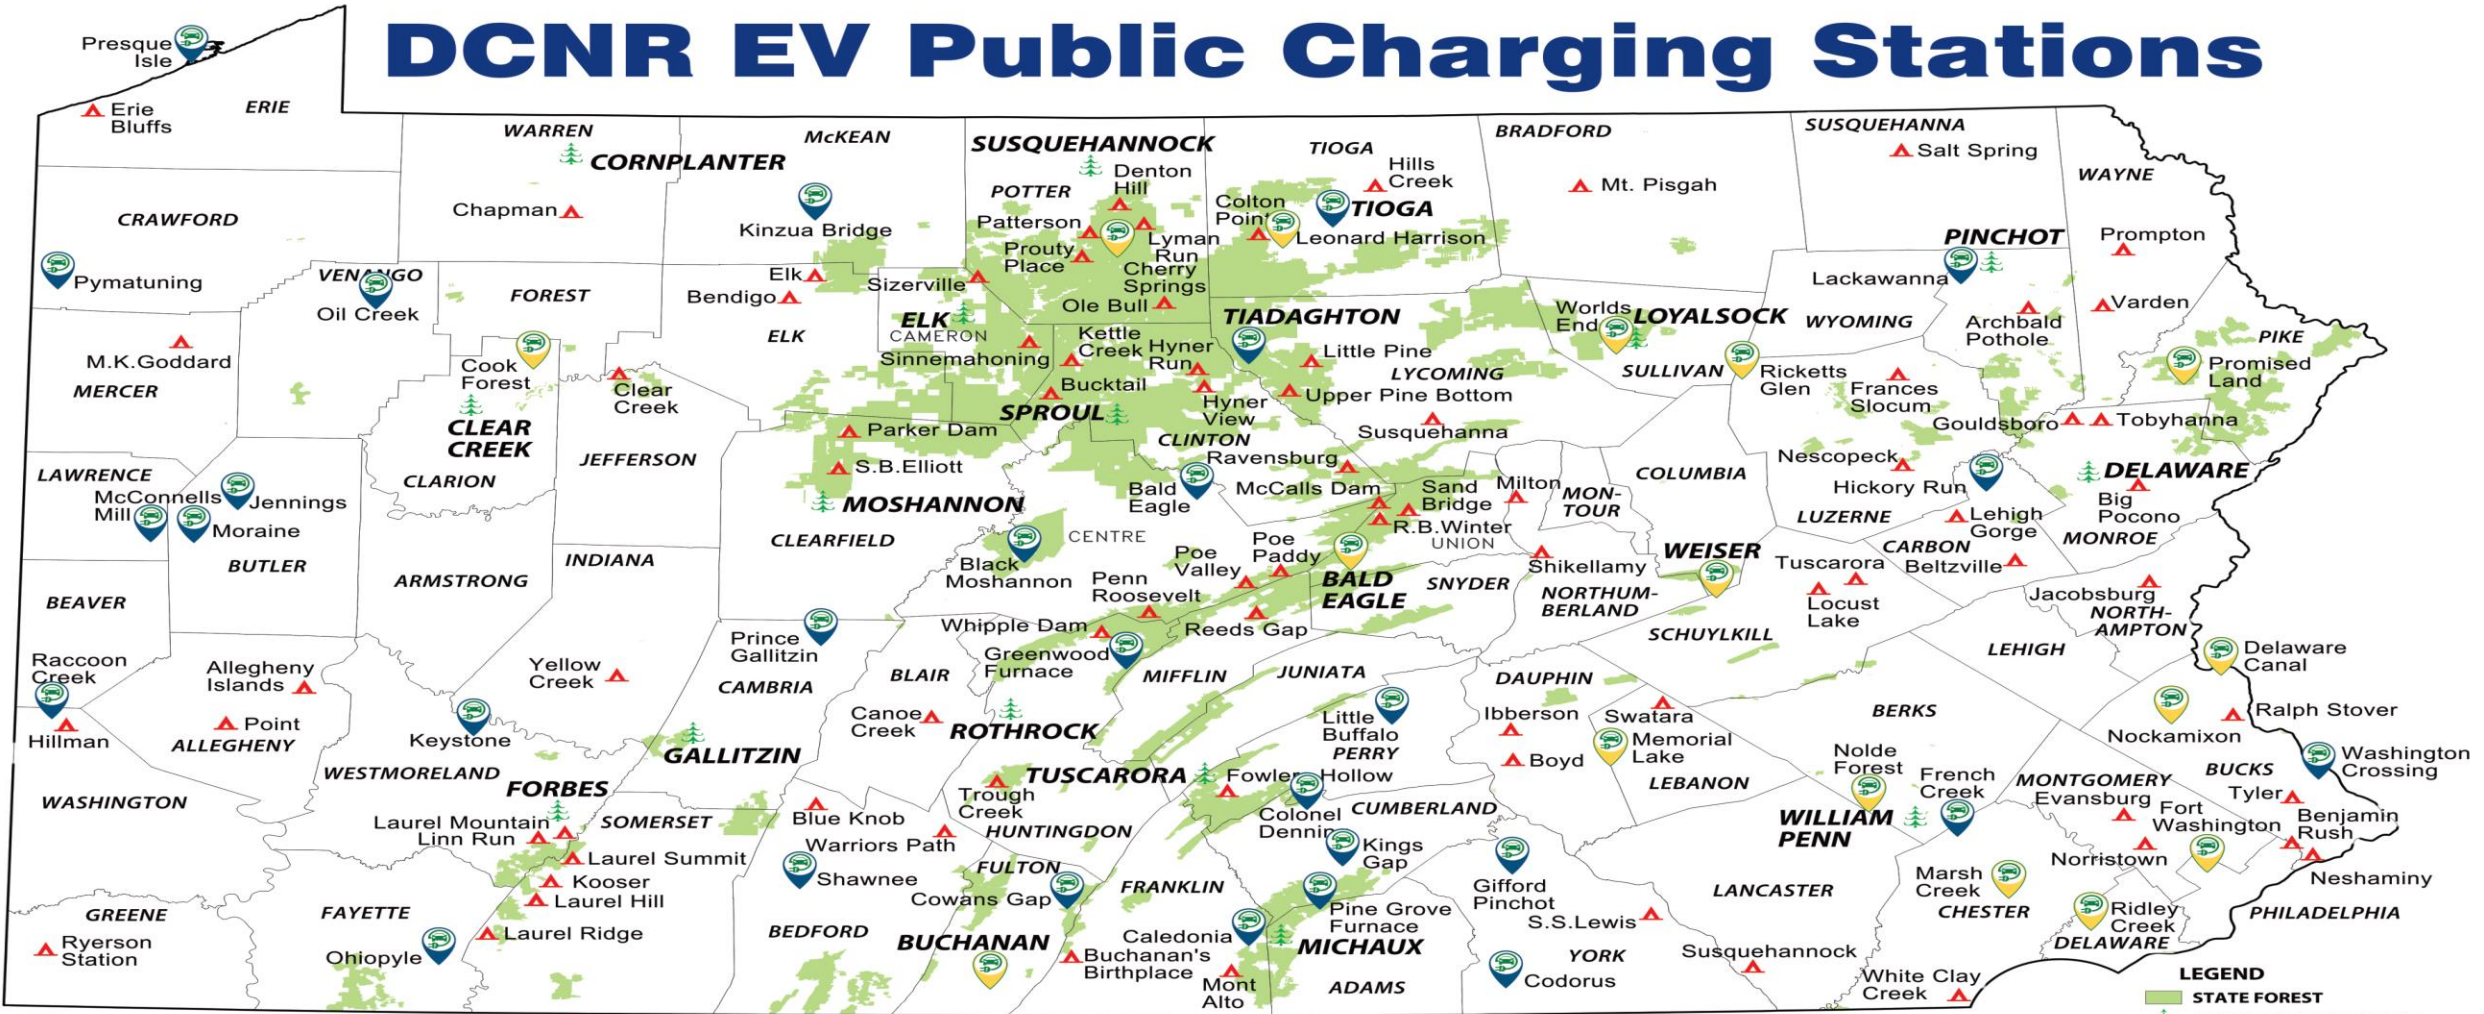 DCNR EV Public Charging Stations
Presque
Isle
Erie
Bluffs
ERIE
WARREN
CORNPLANTER
McKEAN
SUSQUEHANNOCK
Denton
Hill
POTTER
Patterson
Prouty
Place
Lyman
Run
Cherry
Springs
Ole Bull
TIOGA
Hills
Creek
Colton
Point
TIOGA
Leonard Harrison
BRADFORD
Mt. Pisgah
SUSQUEHANNA
Salt Spring
WAYNE
Prompton
Varden
CRAWFORD
Pymatuning
Chapman
Kinzua Bridge
VENANGO
Oil Creek
FOREST
Elk
Bendigo
ELK
Sizerville
ELK
CAMERON
Sinnemahoning
Kettle
Creek
Hyner
Run
Bucktail
Hyner
View
SPROUL
CLINTON
TIADAGHTON
Little Pine
LYCOMING
Upper Pine Bottom
Susquehanna
Worlds
End
LOYALSOCK
SULLIVAN
PINCHOT
Lackawanna
WYOMING
Archbald
Pothole
Ricketts
Glen
Frances
Slocum
PIKE
Promised
Land
Gouldsboro
Tobyhanna
M.K.Goddard
MERCER
Cook
Forest
CLEAR
CREEK
CLARION
Clear
Creek
JEFFERSON
Parker Dam
S.B.Elliott
MOSHANNON
CLEARFIELD
LAWRENCE
McConnells
Mill
Jennings
Moraine
BUTLER
ARMSTRONG
INDIANA
BEAVER
Ravensburg
Bald
Eagle
McCalls Dam
Sand
Bridge
R.B.Winter
UNION
Milton
MON-
TOUR
COLUMBIA
Nescopeck
Hickory Run
LUZERNE
Lehigh
Gorge
DELAWARE
Big
Pocono
MONROE
CARBON
Beltzville
CENTRE
Black
Moshannon
Poe
Valley
Poe
Paddy
Penn
Roosevelt
BALD
EAGLE
SNYDER
Shikellamy
NORTHUM-
BERLAND
WEISER
Tuscarora
Locust
Lake
SCHUYLKILL
Jacobsburg
NORTH-
AMPTON
LEHIGH
Delaware
Canal
Whipple Dam
Reeds Gap
Greenwood
Furnace
MIFFLIN
JUNIATA
Prince
Gallitzin
CAMBRIA
BLAIR
Raccoon
Creek
Hillman
Allegheny
Islands
Point
ALLEGHENY
Yellow
Creek
Keystone
WESTMORELAND
GALLITZIN
Canoe
Creek
ROTHROCK
TUSCARORA
Little
Buffalo
PERRY
DAUPHIN
Ibberson
Boyd
Swatara
Memorial
Lake
LEBANON
BERKS
Nolde
Forest
French
Creek
WILLIAM
PENN
Nockamixon
Ralph Stover
Washington
Crossing
BUCKS
Tyler
MONTGOMERY
Evansburg
Fort
Washington
Benjamin
Rush
Norristown
Neshaminy
WASHINGTON
FORBES
Laurel Mountain
Linn Run
SOMERSET
Laurel Summit
Kooser
Laurel Hill
Laurel Ridge
Blue Knob
Warriors Path
Shawnee
Trough
Creek
HUNTINGDON
FULTON
Cowans Gap
Fowler Hollow
Colonel
Denning
CUMBERLAND
Kings
Gap
FRANKLIN
Pine Grove
Furnace
MICHAUX
Caledonia
Gifford
Pinchot
S.S.Lewis
YORK
Codorus
LANCASTER
Susquehannock
Marsh
Creek
CHESTER
Ridley
Creek
DELAWARE
PHILADELPHIA
White Clay
Creek
GREENE
Ryerson
Station
FAYETTE
Ohiopyle
BEDFORD
BUCHANAN
Buchanan's
Birthplace
Mont
Alto
ADAMS
LEGEND
STATE FOREST